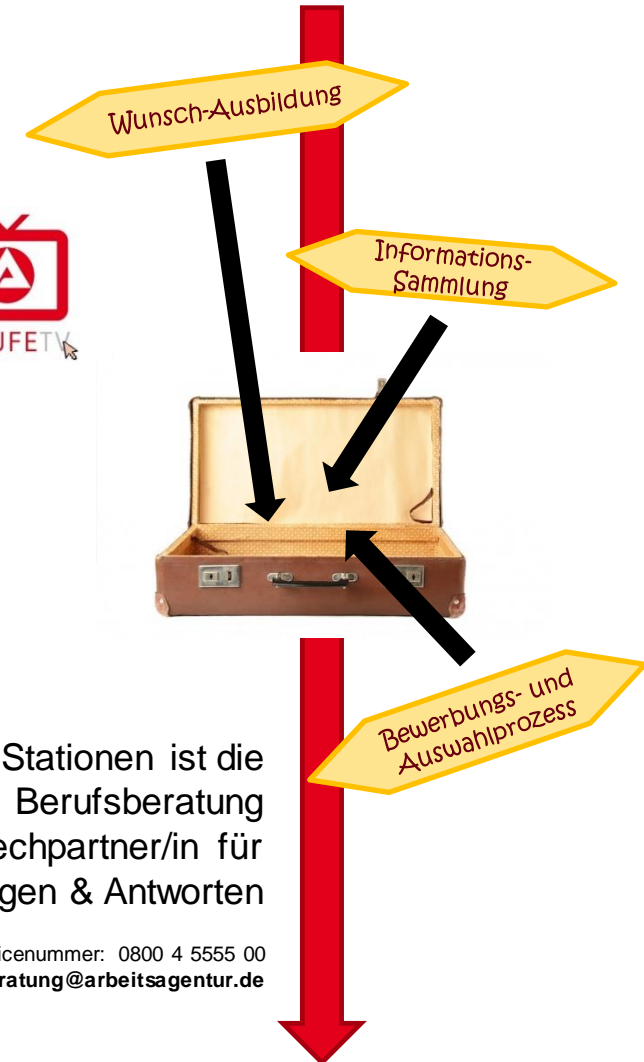 Wunsch-Ausbildung
Informations-
Sammlung
UFETV
Bewerbungs- und
Auswahlprozess
Stationen ist die
Berufsberatung
echpartner/in für
gen & Antworten
icenummer: 0800 4 5555 00
ratung@arbeitsagentur.de